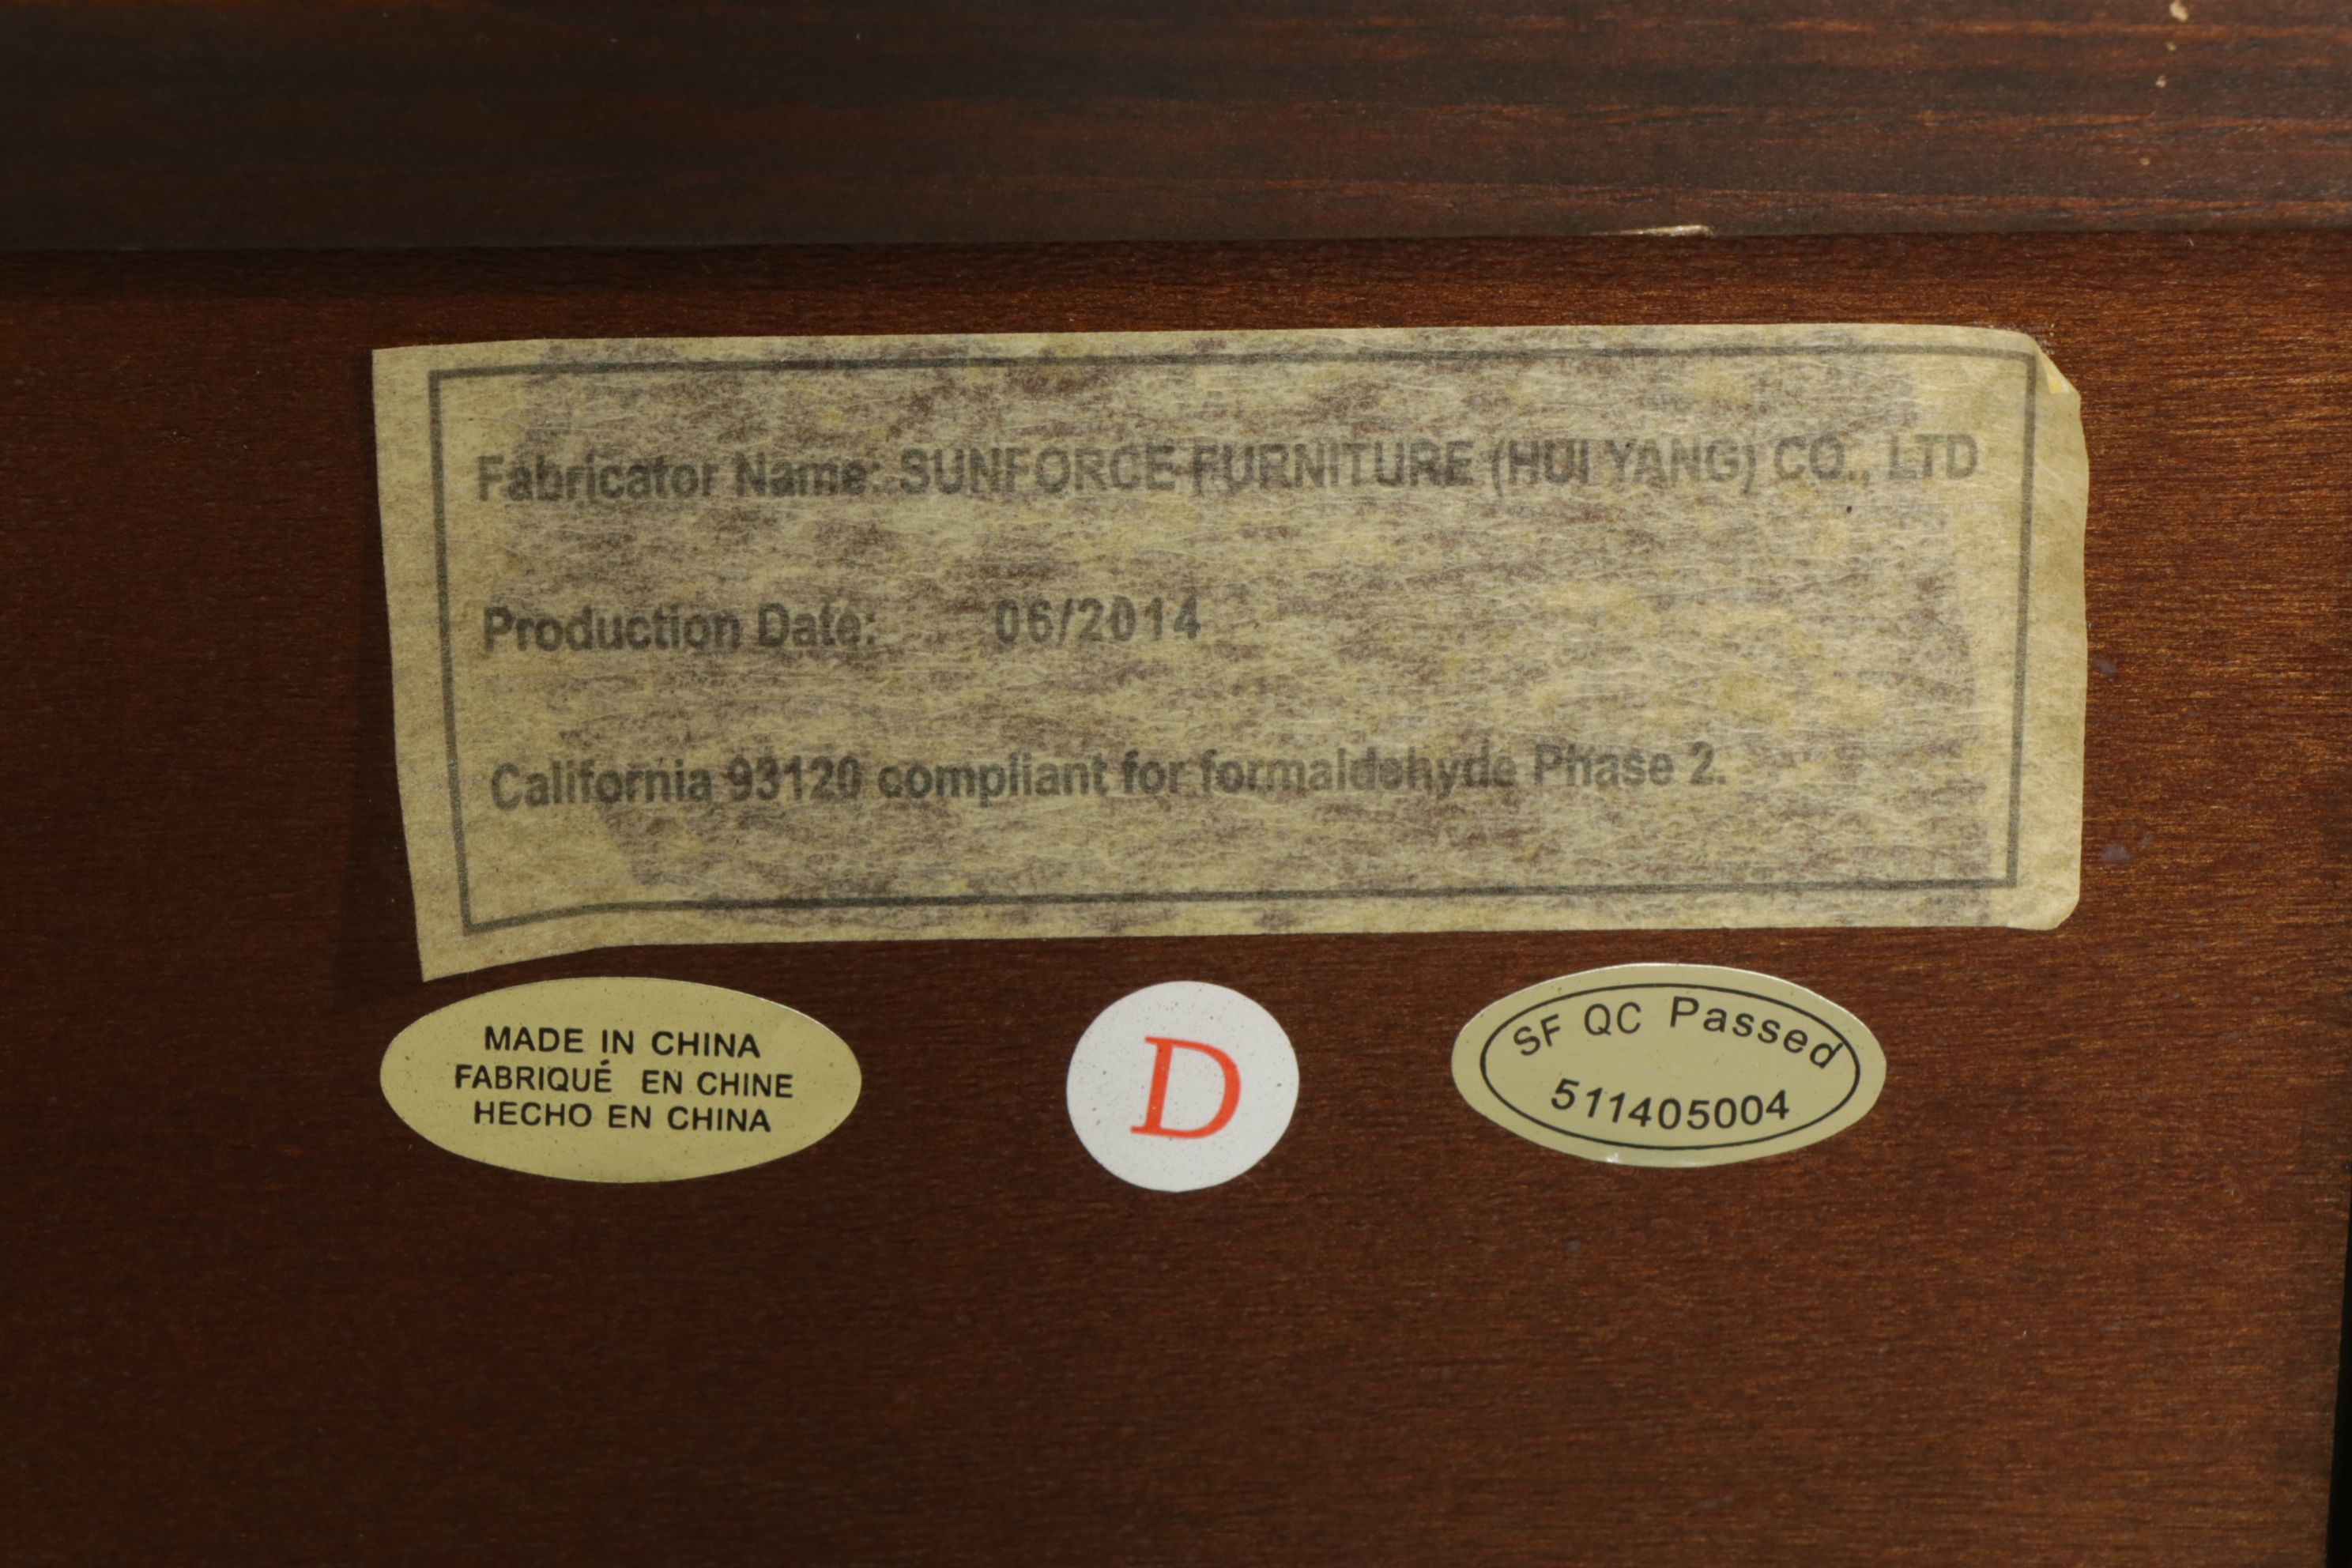 Fabricator Name: SUNFORCE FURNITURE (HUI YANG) CO., LTD
Production Date: 06/2014
California 93120 compliant for formaldehyde Phase 2.
MADE IN CHINA
FABRIQUÉ EN CHINE
HECHO EN CHINA
D
SF QC Passed
511405004